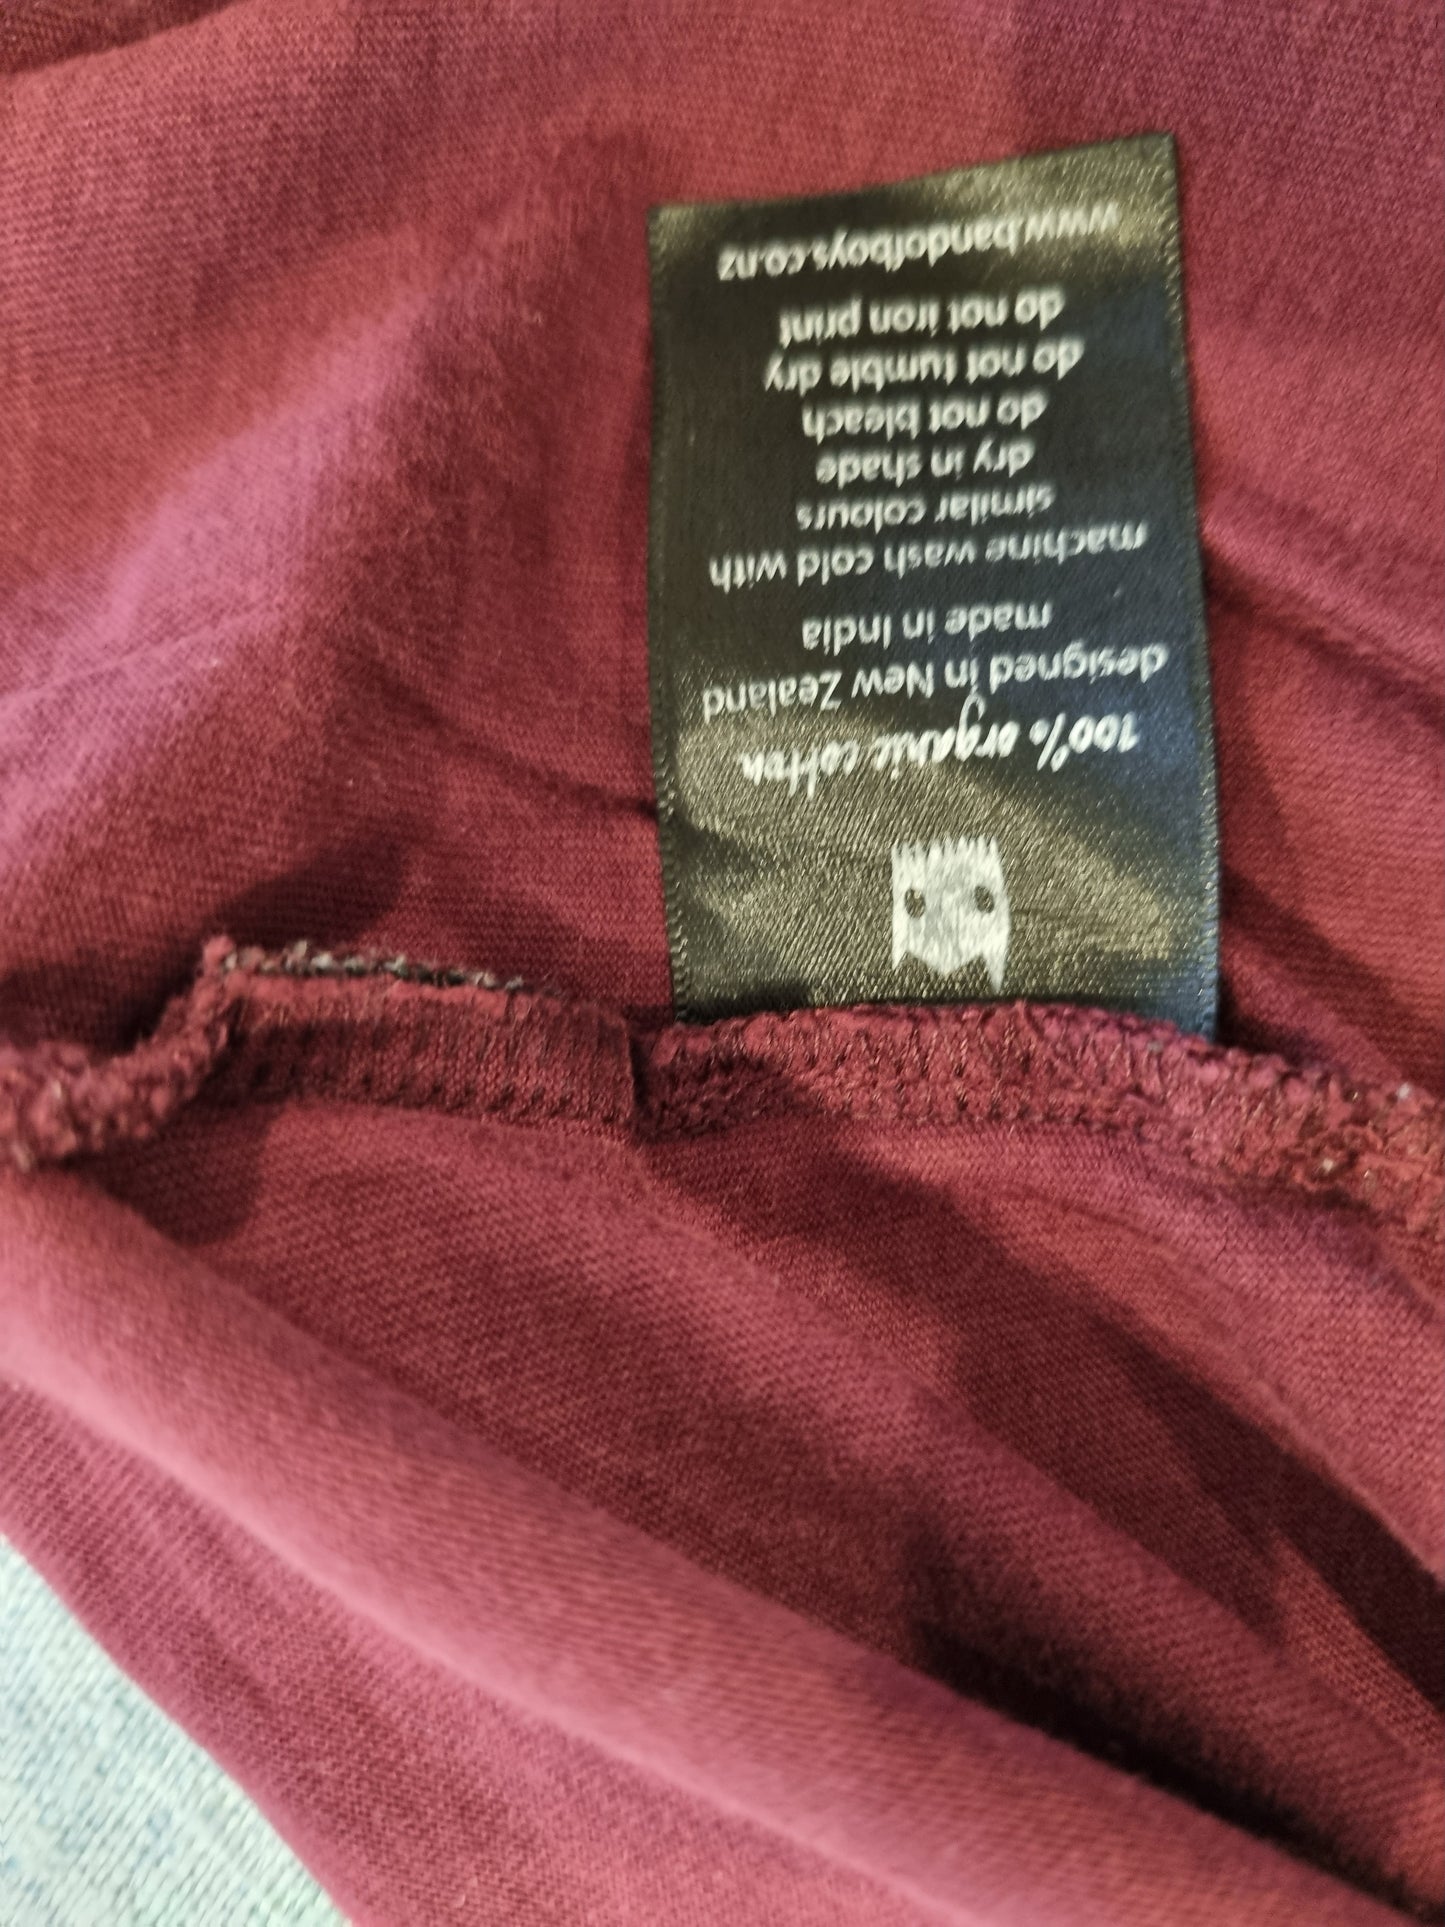 100% organic cotton
designed in New Zealand
made in India
machine wash cold with
similar colours
dry in shade
do not bleach
do not tumble dry
do not iron print
www.bandofboys.co.nz